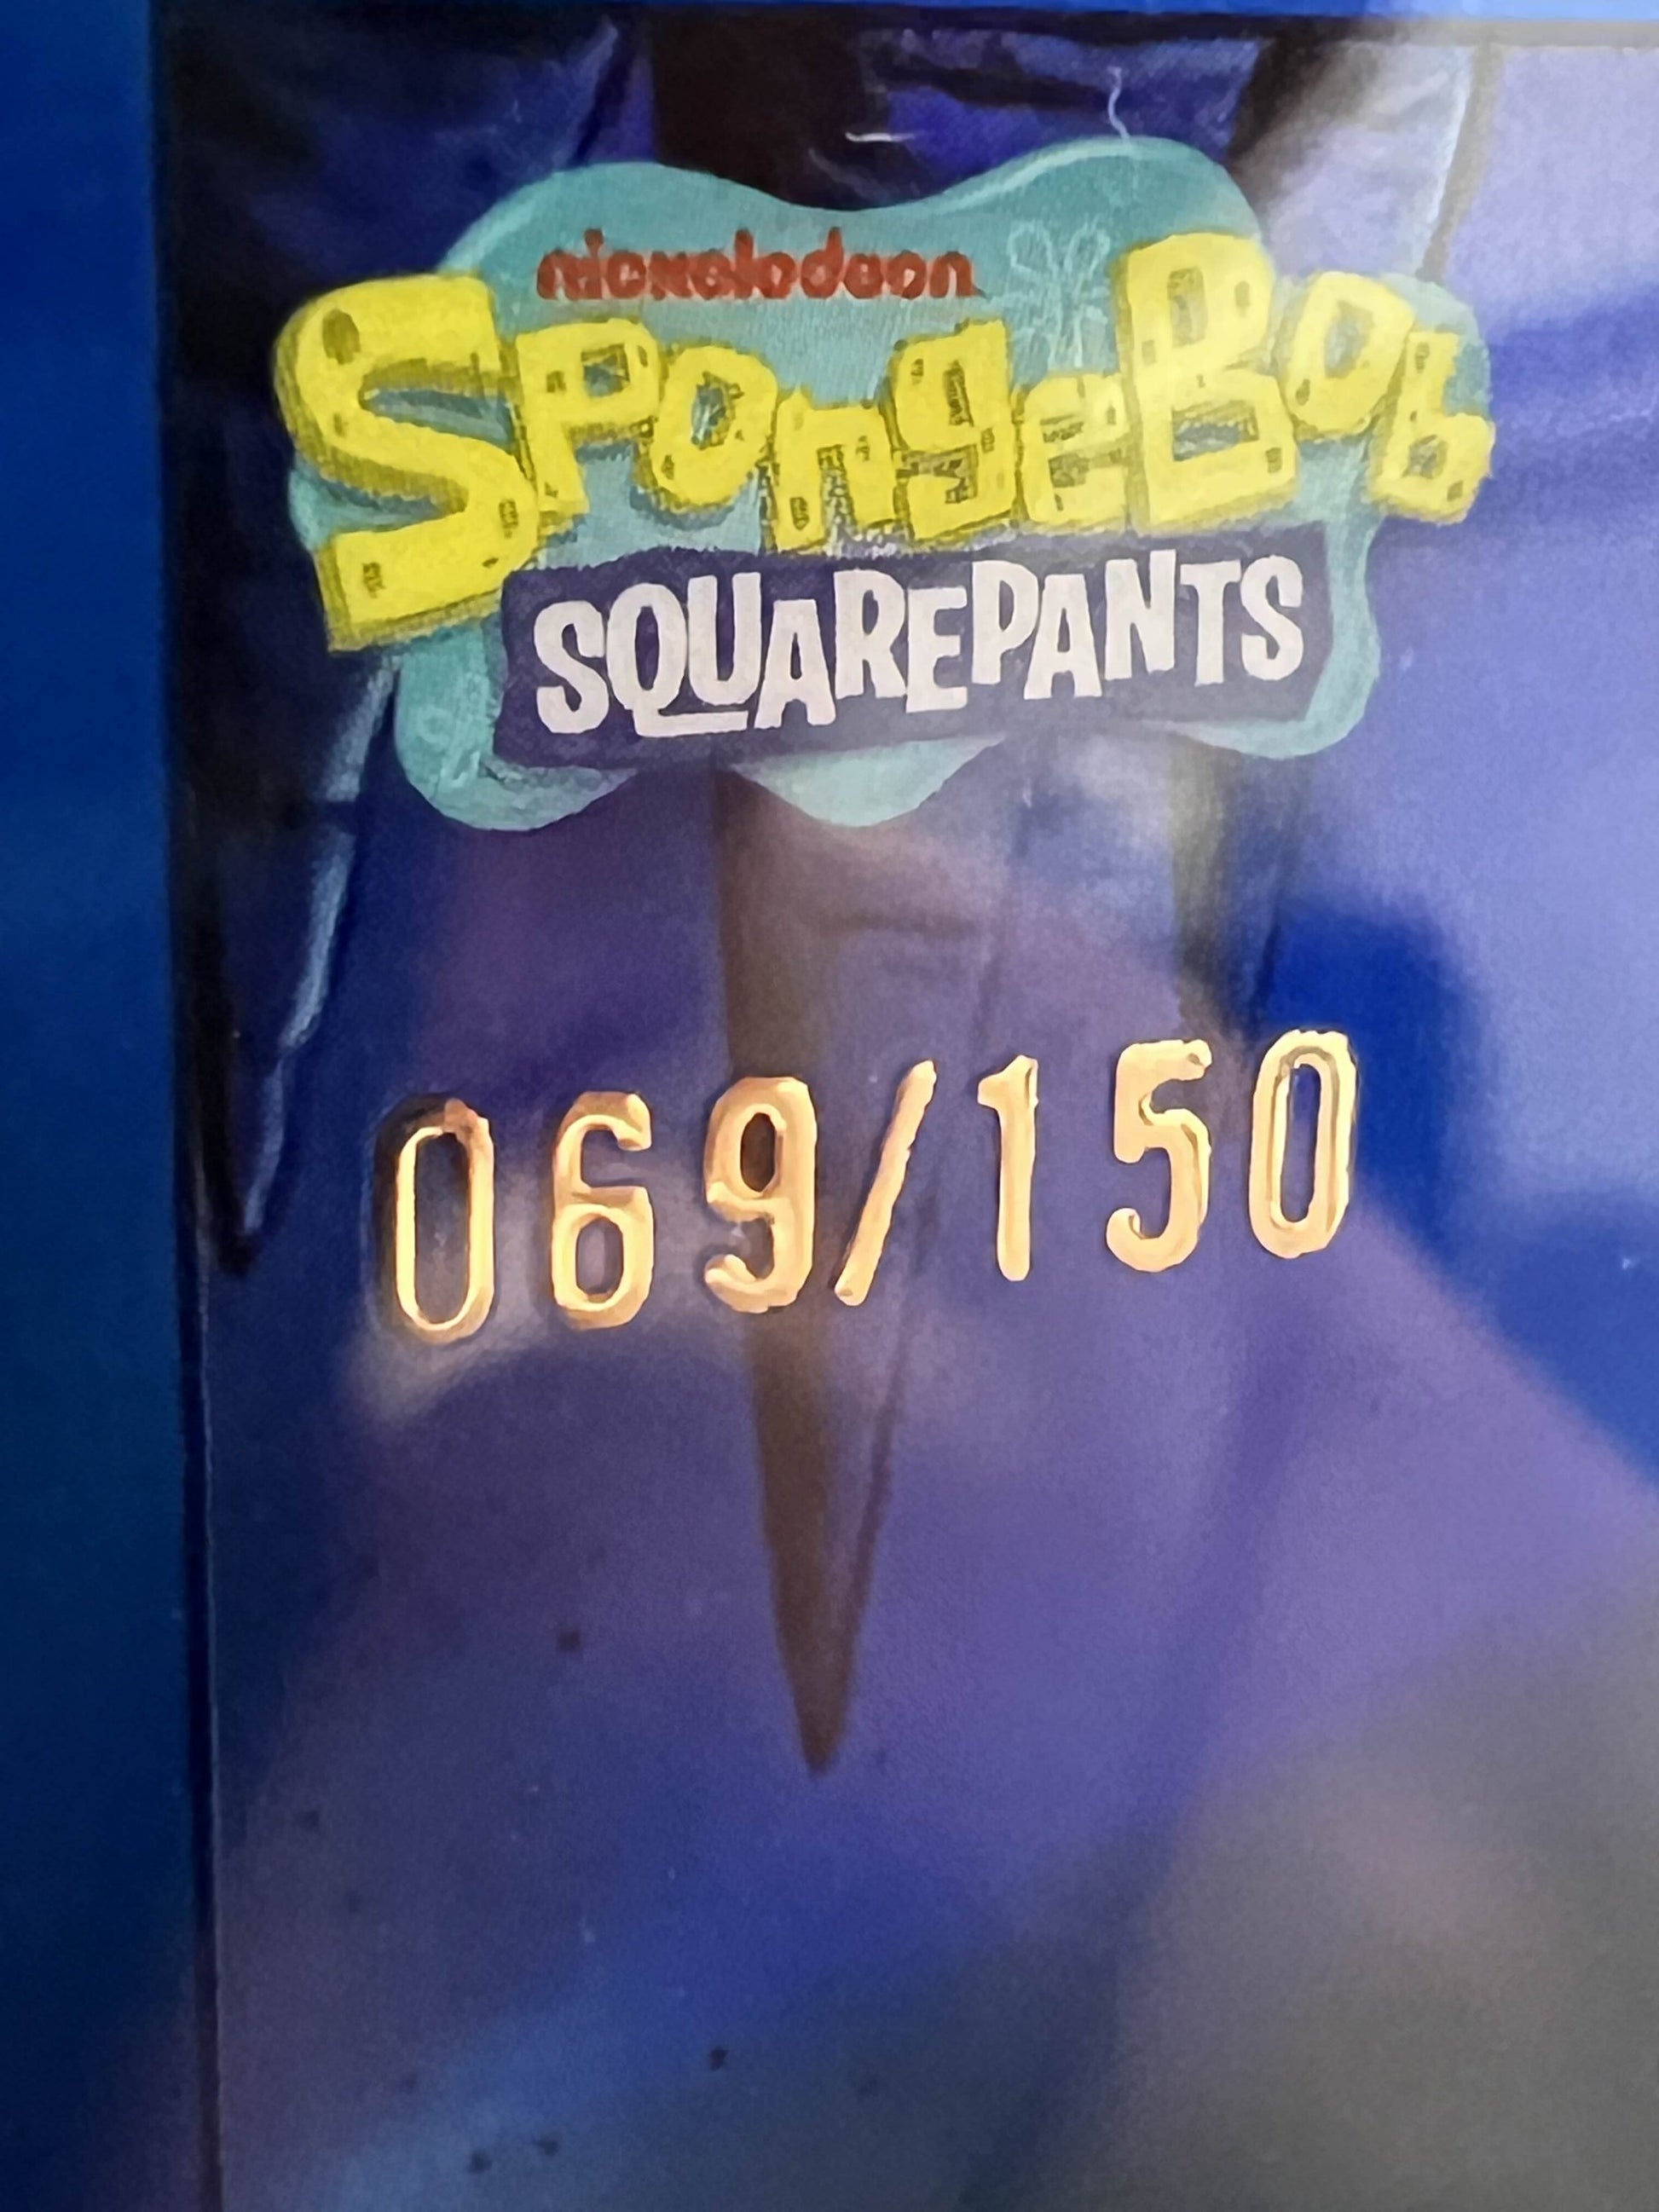 nickelodeon
SPongeBob
SQUAREPANTS
069/150